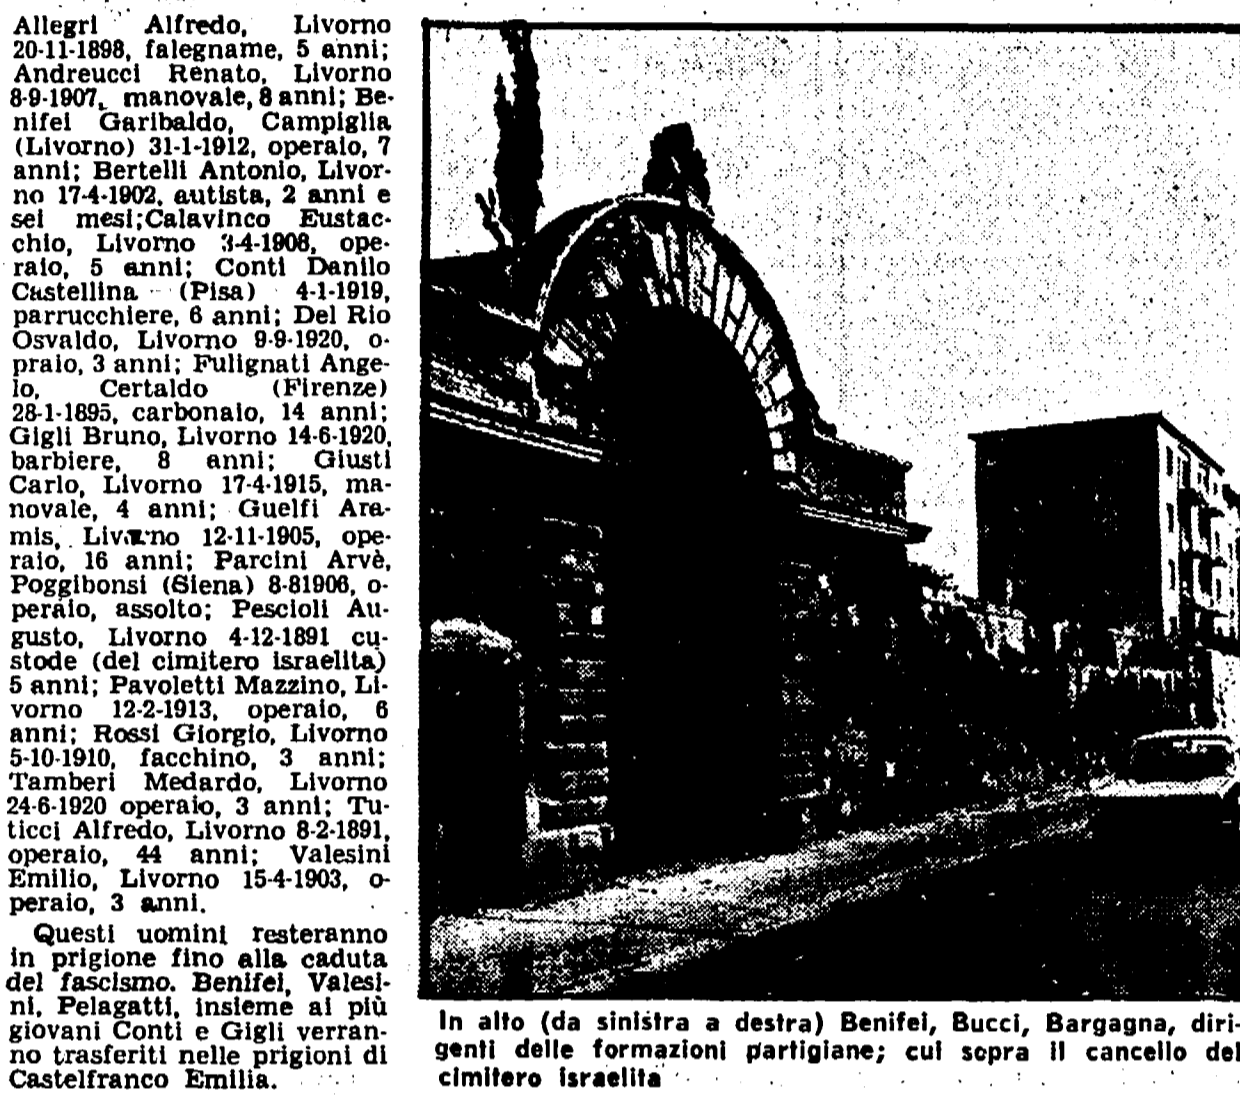 Allegri Alfredo, Livorno
20-11-1898, falegname, 5 anni;
Andreucci Renato, Livorno
8-9-1907, manovale, 8 anni; Be-
nifei Garibaldo, Campiglia
(Livorno) 31-1-1912, operaio, 7
anni; Bertelli Antonio, Livor-
no 17-4-1902, autista, 2 anni e
sei mesi;Calavinco Eustac-
chio, Livorno 3-4-1908, ope-
raio, 5 anni; Conti Danilo
Castellina (Pisa) 4-1-1919,
parrucchiere, 6 anni; Del Rio
Osvaldo, Livorno 9-9-1920, o-
praio, 3 anni; Fulignati Ange-
lo, Certaldo (Firenze)
28-1-1895, carbonaio, 14 anni;
Gigli Bruno, Livorno 14-6-1920,
barbiere, 8 anni; Giusti
Carlo, Livorno 17-4-1915, ma-
novale, 4 anni; Guelfi Ara-
mis, Livorno 12-11-1905, ope-
raio, 16 anni; Parcini Arvè,
Poggibonsi (Siena) 8-81906, o-
peraio, assolto; Pescioli Au-
gusto, Livorno 4-12-1891 cu-
stode (del cimitero israelita)
5 anni; Pavoletti Mazzino, Li-
vorno 12-2-1913, operaio, 6
anni; Rossi Giorgio, Livorno
5-10-1910, facchino, 3 anni;
Tamberi Medardo, Livorno
24-6-1920 operaio, 3 anni; Tu-
ticci Alfredo, Livorno 8-2-1891,
operaio, 44 anni; Valesini
Emilio, Livorno 15-4-1903, o-
peraio, 3 anni.
Questi uomini resteranno
in prigione fino alla caduta
del fascismo. Benifei, Valesi-
ni, Pelagatti, insieme ai più
giovani Conti e Gigli verran-
no trasferiti nelle prigioni di
Castelfranco Emilia.
In alto (da sinistra a destra) Benifei, Bucci, Bargagna, diri-
genti delle formazioni partigiane; cui sopra il cancello del
cimitero israelita